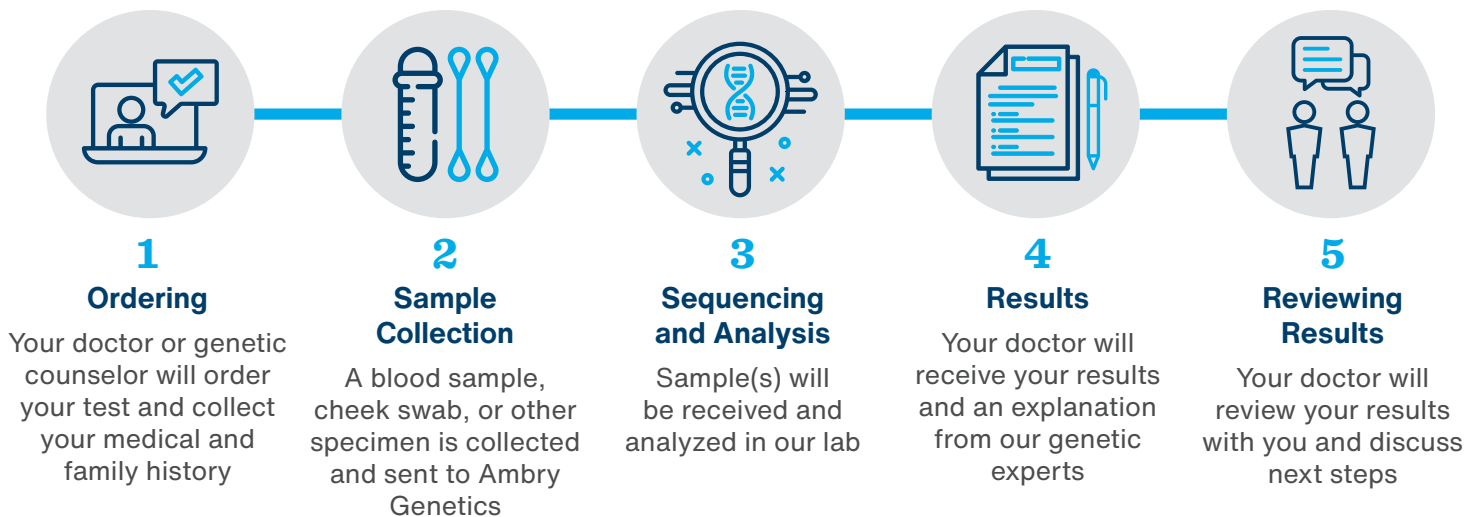 1
Ordering
Your doctor or genetic
counselor will order
your test and collect
your medical and
family history
2
Sample
Collection
A blood sample,
cheek swab, or other
specimen is collected
and sent to Ambry
Genetics
3
Sequencing
and Analysis
Sample(s) will
be received and
analyzed in our lab
4
Results
Your doctor will
receive your results
and an explanation
from our genetic
experts
5
Reviewing
Results
Your doctor will
review your results
with you and discuss
next steps